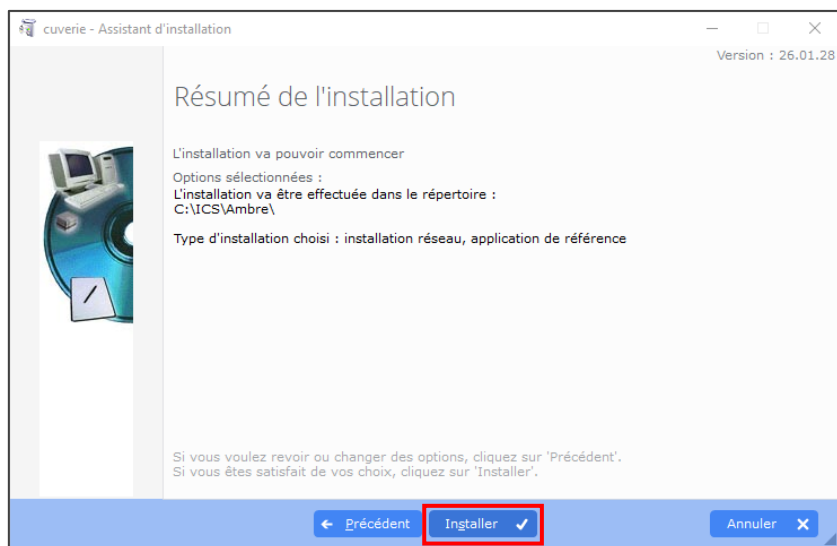 cuverie - Assistant d'installation
Version : 26.01.28
Résumé de l'installation
L'installation va pouvoir commencer
Options sélectionnées :
L'installation va être effectuée dans le répertoire :
C:\ICS\Ambre\
Type d'installation choisi : installation réseau, application de référence
Si vous voulez revoir ou changer des options, cliquez sur 'Précédent'.
Si vous êtes satisfait de vos choix, cliquez sur 'Installer'.
Précédent
Installer
Annuler